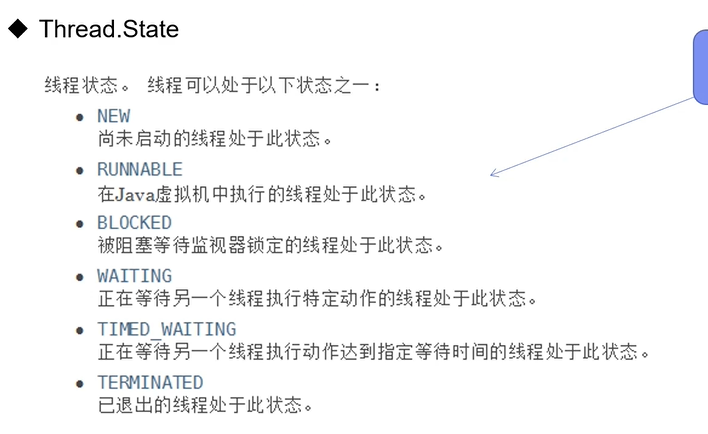 ◆ Thread.State
线程状态。 线程可以处于以下状态之一：
• NEW
尚未启动的线程处于此状态。
• RUNNABLE
在Java虚拟机中执行的线程处于此状态。
• BLOCKED
被阻塞等待监视器锁定的线程处于此状态。
• WAITING
正在等待另一个线程执行特定动作的线程处于此状态。
• TIMED_WAITING
正在等待另一个线程执行动作达到指定等待时间的线程处于此状态。
• TERMINATED
已退出的线程处于此状态。